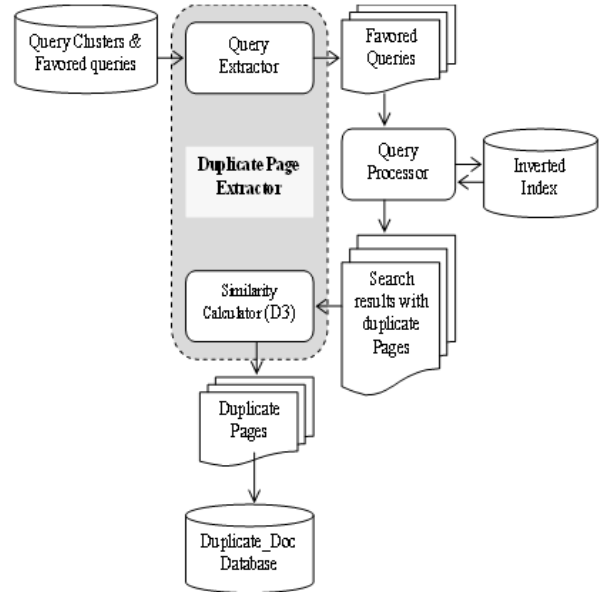 Query Clusters &
Favored queries
Query
Extractor
Favored
Queries
Duplicate Page
Extractor
Query
Processor
Inverted
Index
Similarity
Calculator (D3)
Search
results with
duplicate
Pages
Duplicate
Pages
Duplicate_Doc
Database